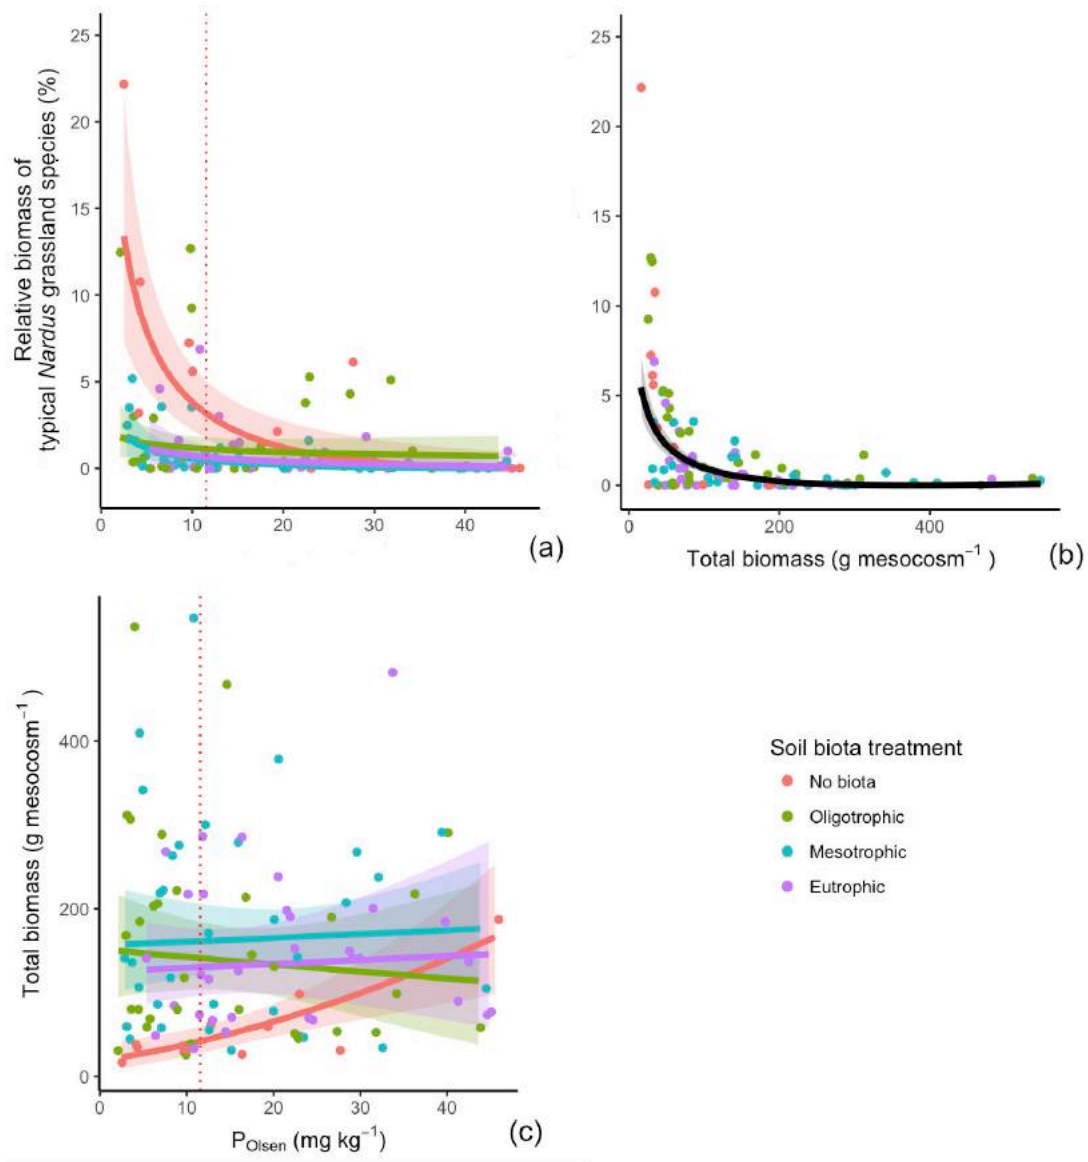 Relative biomass of
typical Nardus grassland species (%)
25
20
15
10
5
0
0 10 20 30 40
(a)
25
20
15
10
5
0
0 200 400
Total biomass (g mesocosm⁻¹ )
(b)
Total biomass (g mesocosm⁻¹ )
400
200
0
0 10 20 30 40
P_Olsen (mg kg⁻¹)
(c)
Soil biota treatment
No biota
Oligotrophic
Mesotrophic
Eutrophic